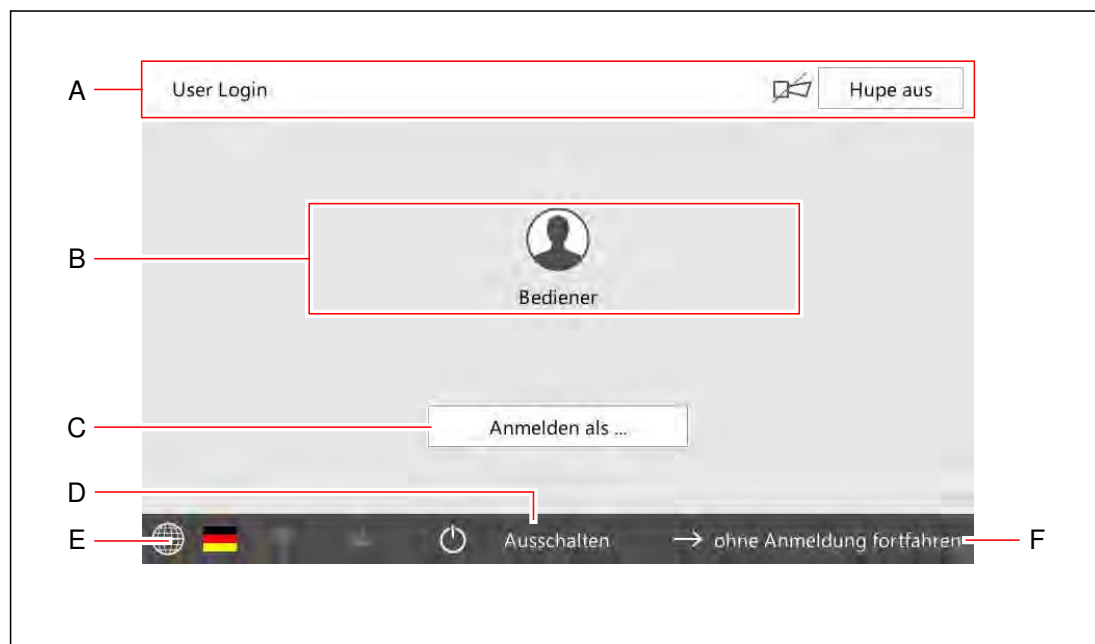 A
User Login
Hupe aus
B
Bediener
C
Anmelden als ...
D
E
Ausschalten
→ ohne Anmeldung fortfahren
F